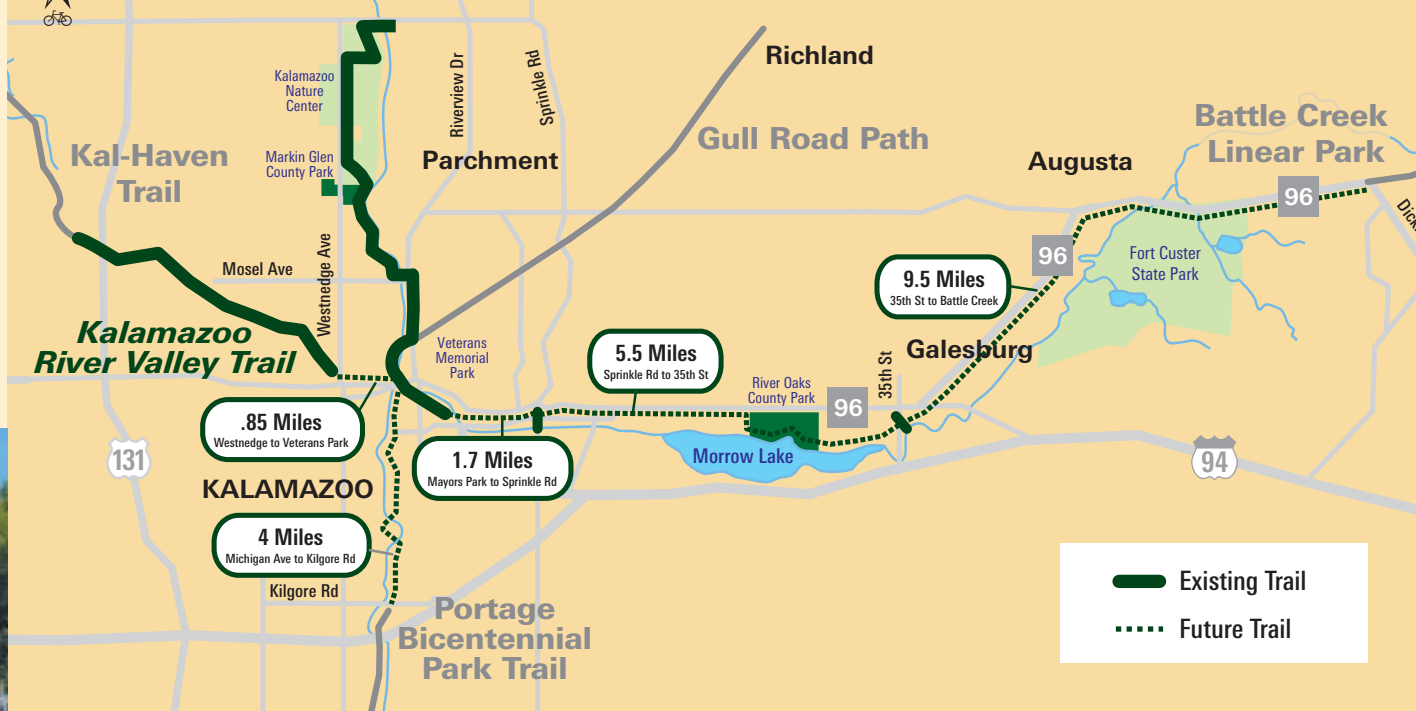 Richland
Kalamazoo
Nature
Center
Riverview Dr
Sprinkle Rd
Gull Road Path
Battle Creek
Linear Park
Kal-Haven
Trail
Markin Glen
County Park
Parchment
Augusta
96
Westnedge Ave
Mosel Ave
96
Fort Custer
State Park
9.5 Miles
35th St to Battle Creek
Kalamazoo
River Valley Trail
Veterans
Memorial
Park
5.5 Miles
Sprinkle Rd to 35th St
Galesburg
35th St
River Oaks
County Park
96
.85 Miles
Westnedge to Veterans Park
131
1.7 Miles
Mayors Park to Sprinkle Rd
Morrow Lake
94
KALAMAZOO
4 Miles
Michigan Ave to Kilgore Rd
Kilgore Rd
Portage
Bicentennial
Park Trail
Existing Trail
Future Trail